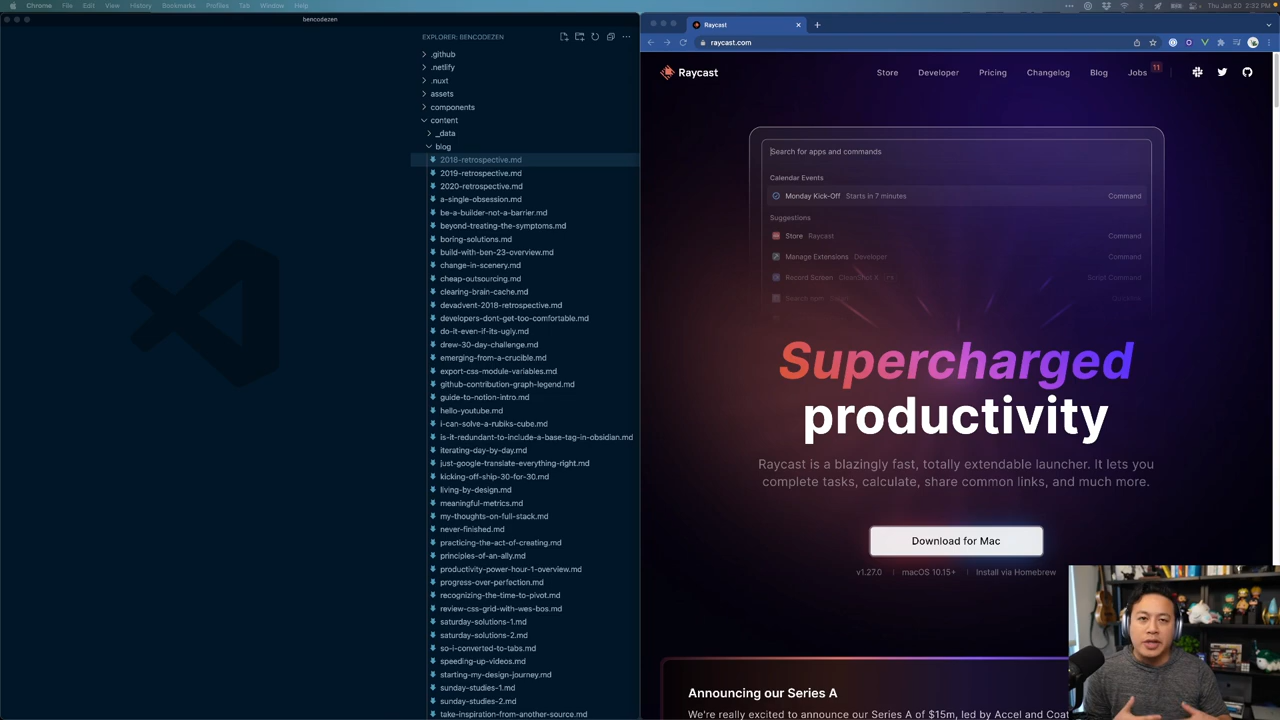 Chrome File Edit View History Bookmarks Profiles Tab Window Help
Thu Jan 20 2:32 PM
bencodezen
EXPLORER: BENCODEZEN
.github
.netlify
.nuxt
assets
components
content
_data
blog
2018-retrospective.md
2019-retrospective.md
2020-retrospective.md
a-single-obsession.md
be-a-builder-not-a-barrier.md
beyond-treating-the-symptoms.md
boring-solutions.md
build-with-ben-23-overview.md
change-in-scenery.md
cheap-outsourcing.md
clearing-brain-cache.md
devadvent-2018-retrospective.md
developers-dont-get-too-comfortable.md
do-it-even-if-its-ugly.md
drew-30-day-challenge.md
emerging-from-a-crucible.md
export-css-module-variables.md
github-contribution-graph-legend.md
guide-to-notion-intro.md
hello-youtube.md
i-can-solve-a-rubiks-cube.md
is-it-redundant-to-include-a-base-tag-in-obsidian.md
iterating-day-by-day.md
just-google-translate-everything-right.md
kicking-off-ship-30-for-30.md
living-by-design.md
meaningful-metrics.md
my-thoughts-on-full-stack.md
never-finished.md
practicing-the-act-of-creating.md
principles-of-an-ally.md
productivity-power-hour-1-overview.md
progress-over-perfection.md
recognizing-the-time-to-pivot.md
review-css-grid-with-wes-bos.md
saturday-solutions-1.md
saturday-solutions-2.md
so-i-converted-to-tabs.md
speeding-up-videos.md
starting-my-design-journey.md
sunday-studies-1.md
sunday-studies-2.md
take-inspiration-from-another-source.md
Raycast
raycast.com
Raycast
Store Developer Pricing Changelog Blog Jobs 11
Search for apps and commands
Calendar Events
Monday Kick-Off Starts in 7 minutes Command
Suggestions
Store Raycast Command
Manage Extensions Developer Command
Record Screen CleanShot X Script Command
Search npm
Supercharged
productivity
Raycast is a blazingly fast, totally extendable launcher. It lets you
complete tasks, calculate, share common links, and much more.
Download for Mac
v1.27.0 macOS 10.15+ Install via Homebrew
Announcing our Series A
We're really excited to announce our Series A of $15m, led by Accel and Coat